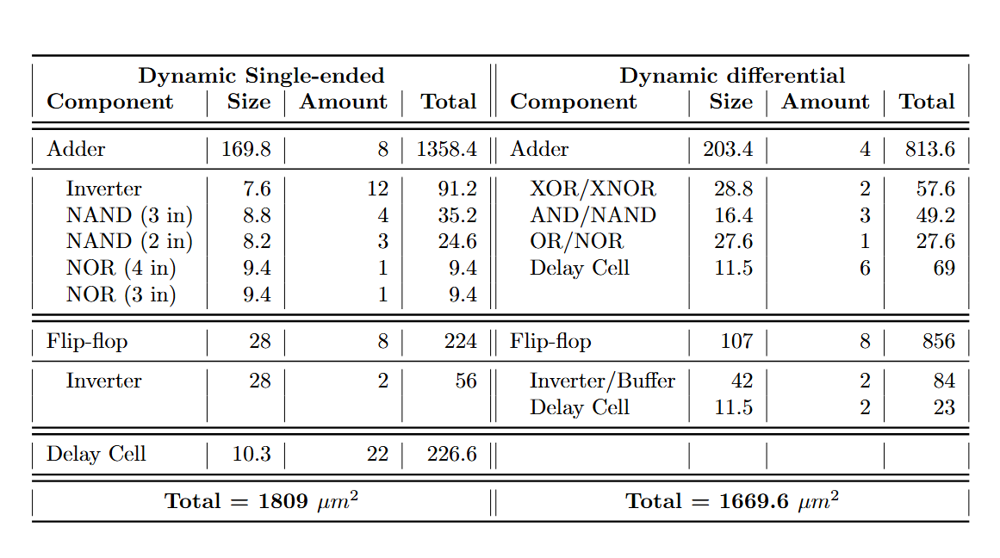 Dynamic Single-ended Dynamic differential
Component Size Amount Total Component Size Amount Total
Adder 169.8 8 1358.4 Adder 203.4 4 813.6
Inverter 7.6 12 91.2 XOR/XNOR 28.8 2 57.6
NAND (3 in) 8.8 4 35.2 AND/NAND 16.4 3 49.2
NAND (2 in) 8.2 3 24.6 OR/NOR 27.6 1 27.6
NOR (4 in) 9.4 1 9.4 Delay Cell 11.5 6 69
NOR (3 in) 9.4 1 9.4
Flip-flop 28 8 224 Flip-flop 107 8 856
Inverter 28 2 56 Inverter/Buffer 42 2 84
Delay Cell 11.5 2 23
Delay Cell 10.3 22 226.6
Total = 1809 μm² Total = 1669.6 μm²